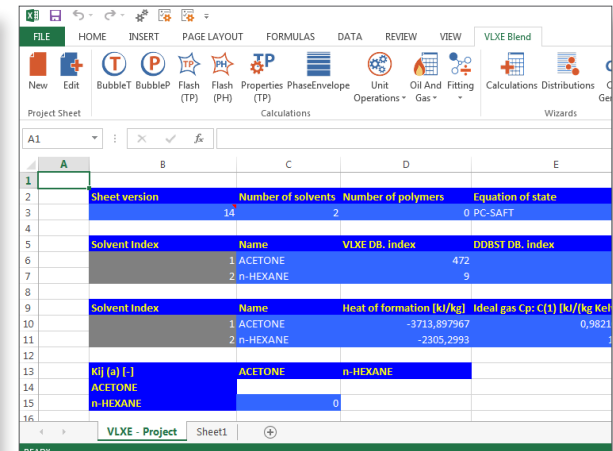 FILE HOME INSERT PAGE LAYOUT FORMULAS DATA REVIEW VIEW VLXE Blend
New Edit BubbleT BubbleP Flash (TP) Flash (PH) Properties (TP) PhaseEnvelope Unit Operations Oil And Gas Fitting Calculations Distributions
Project Sheet Calculations Wizards
A1 fx
A B C D E
1
2 Sheet version Number of solvents Number of polymers Equation of state
3 14 2 0 PC-SAFT
4
5 Solvent Index Name VLXE DB. index DDBST DB. index
6 1 ACETONE 472
7 2 n-HEXANE 9
8
9 Solvent Index Name Heat of formation [kJ/kg] Ideal gas Cp: C(1) [kJ/(kg Kel
10 1 ACETONE -3713,897967 0,9821
11 2 n-HEXANE -2305,2993 1
12
13 Kij (a) [-] ACETONE n-HEXANE
14 ACETONE
15 n-HEXANE 0
16
VLXE - Project Sheet1
READY